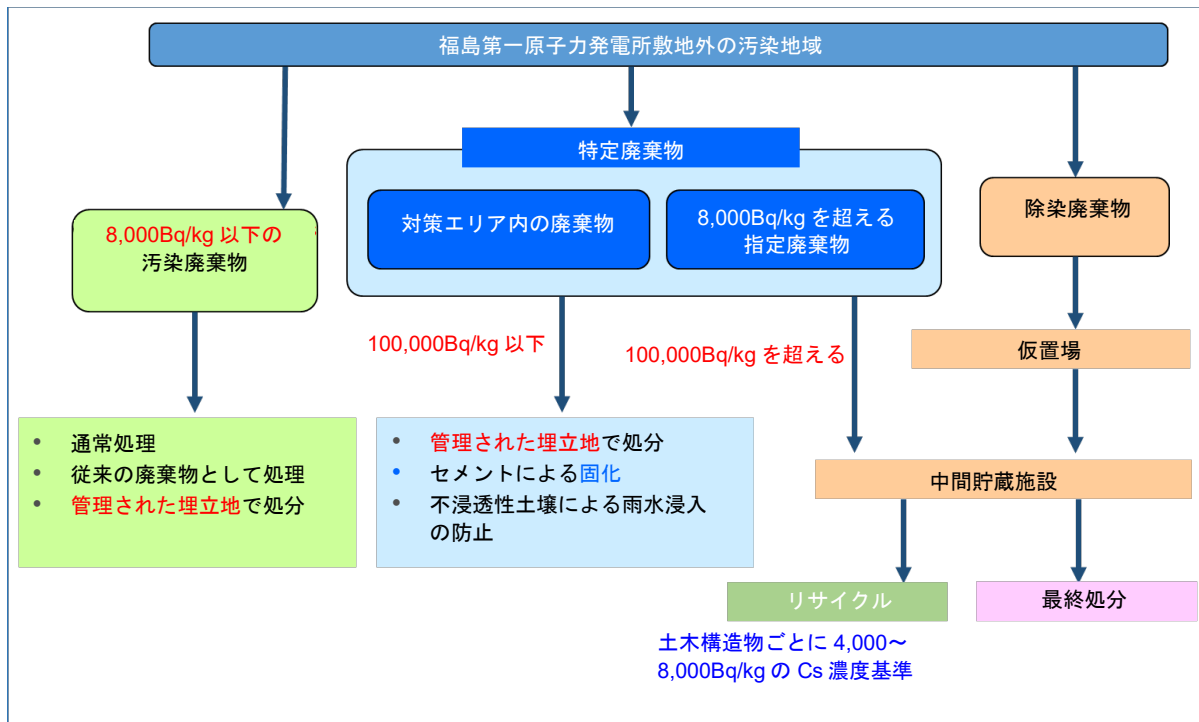 福島第一原子力発電所敷地外の汚染地域
特定廃棄物
対策エリア内の廃棄物
8,000Bq/kg を超える
指定廃棄物
除染廃棄物
8,000Bq/kg 以下の
汚染廃棄物
100,000Bq/kg 以下
100,000Bq/kg を超える
仮置場
• 通常処理
• 従来の廃棄物として処理
• 管理された埋立地で処分
• 管理された埋立地で処分
• セメントによる固化
• 不浸透性土壌による雨水浸入
の防止
中間貯蔵施設
リサイクル
最終処分
土木構造物ごとに 4,000～
8,000Bq/kg の Cs 濃度基準